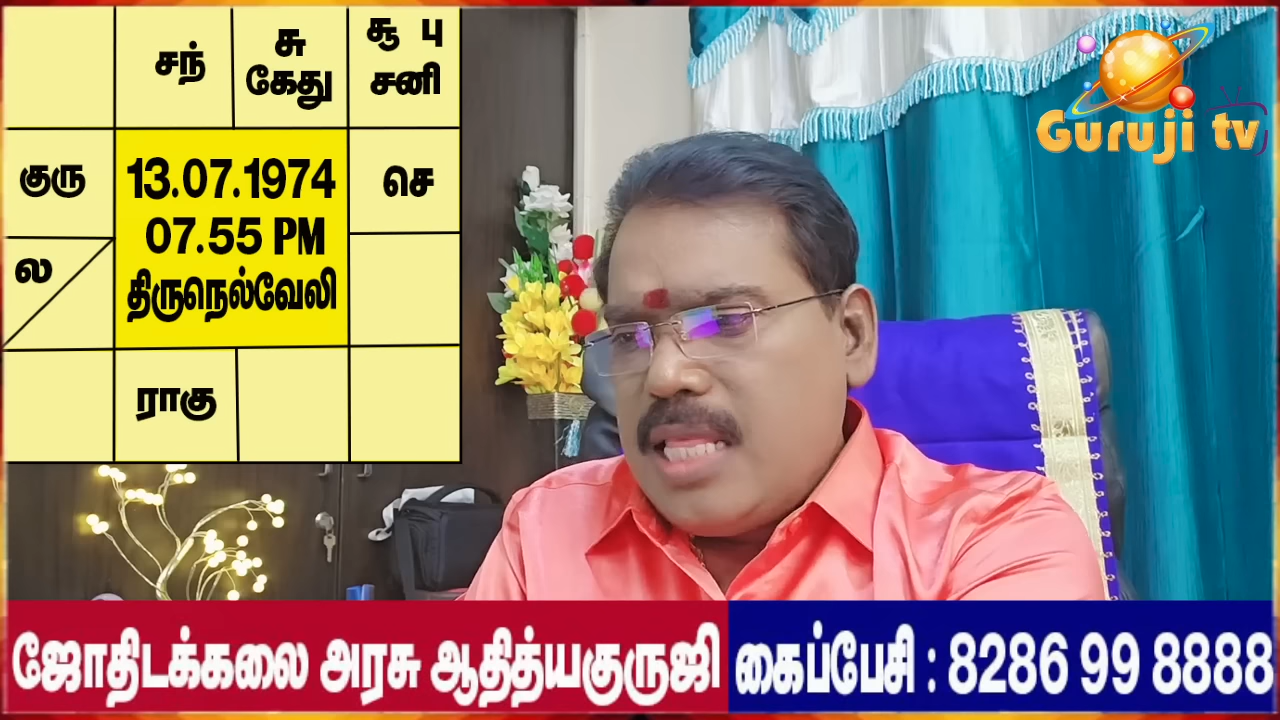 சந்
சு
கேது
சூ பு
சனி
குரு
13.07.1974
07.55 PM
திருநெல்வேலி
செ
ல
ராகு
Guruji tv
ஜோதிடக்கலை அரசு ஆதித்யகுருஜி
கைப்பேசி : 8286 99 8888